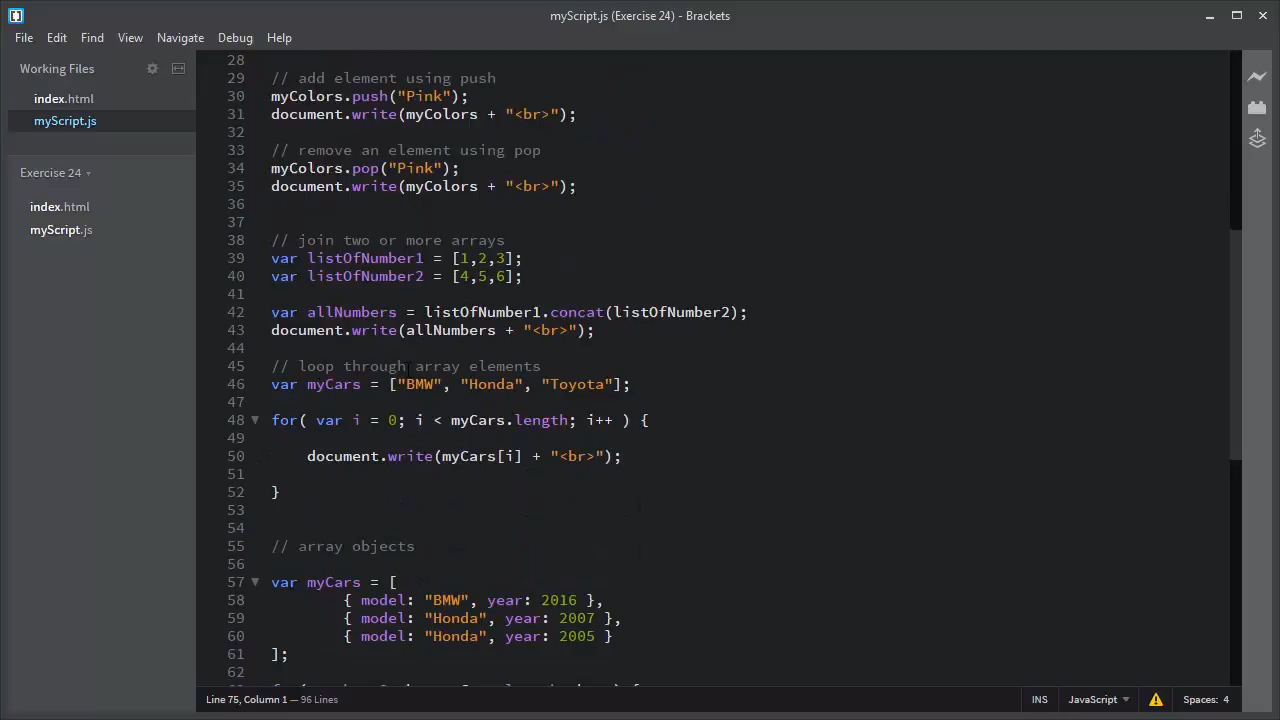 myScript.js (Exercise 24) - Brackets
File Edit Find View Navigate Debug Help
Working Files
index.html
myScript.js
Exercise 24
index.html
myScript.js
28
29 // add element using push
30 myColors.push("Pink");
31 document.write(myColors + "<br>");
32
33 // remove an element using pop
34 myColors.pop("Pink");
35 document.write(myColors + "<br>");
36
37
38 // join two or more arrays
39 var listOfNumber1 = [1,2,3];
40 var listOfNumber2 = [4,5,6];
41
42 var allNumbers = listOfNumber1.concat(listOfNumber2);
43 document.write(allNumbers + "<br>");
44
45 // loop through array elements
46 var myCars = ["BMW", "Honda", "Toyota"];
47
48 for( var i = 0; i < myCars.length; i++ ) {
49
50     document.write(myCars[i] + "<br>");
51
52 }
53
54
55 // array objects
56
57 var myCars = [
58         { model: "BMW", year: 2016 },
59         { model: "Honda", year: 2007 },
60         { model: "Honda", year: 2005 }
61 ];
62
Line 75, Column 1 — 96 Lines
INS JavaScript Spaces: 4